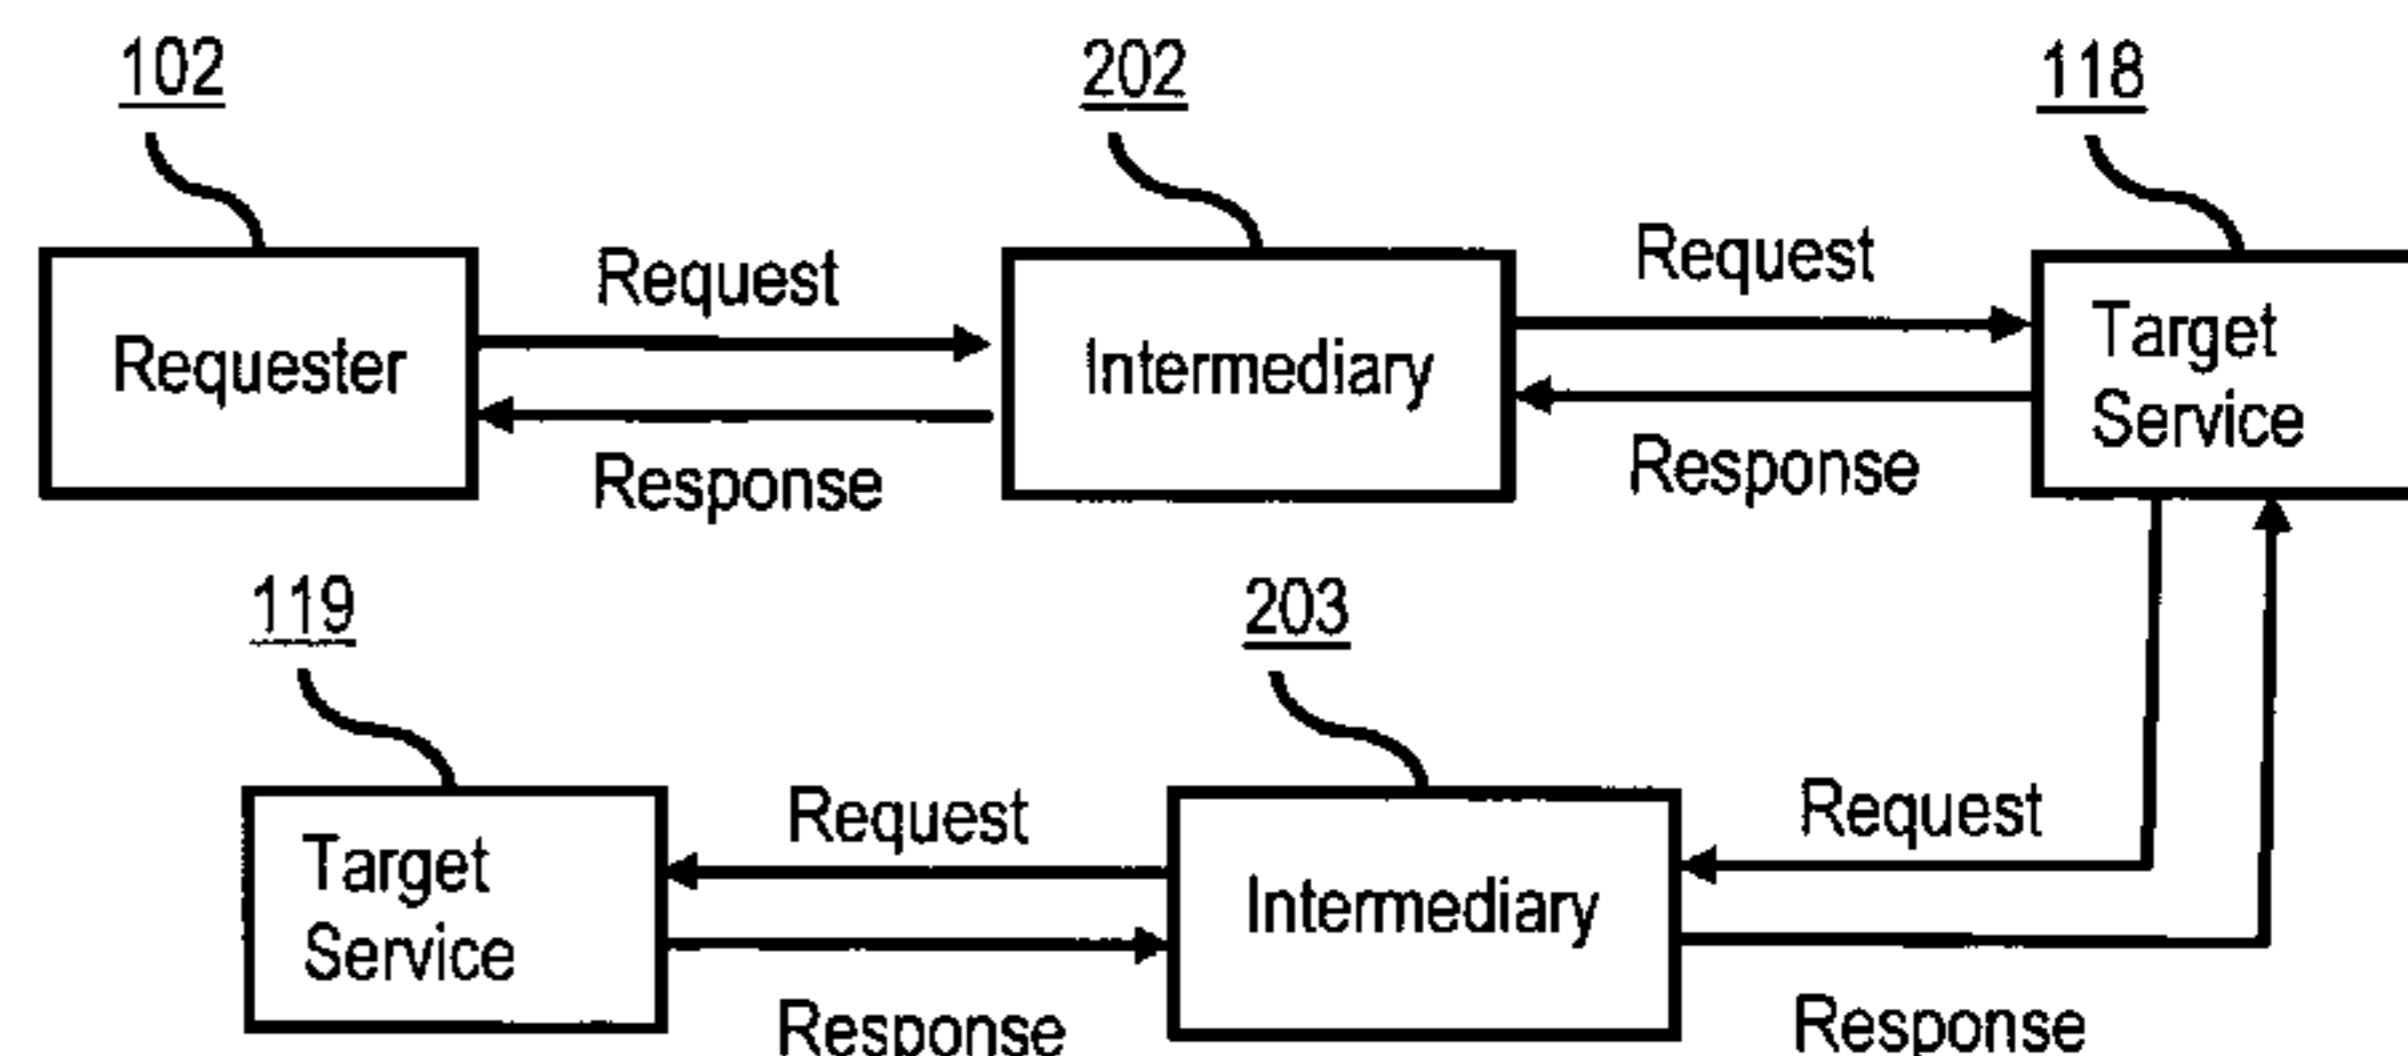 102
202
118
Requester
Request
Response
Intermediary
Request
Response
Target
Service
119
203
Target
Service
Request
Response
Intermediary
Request
Response